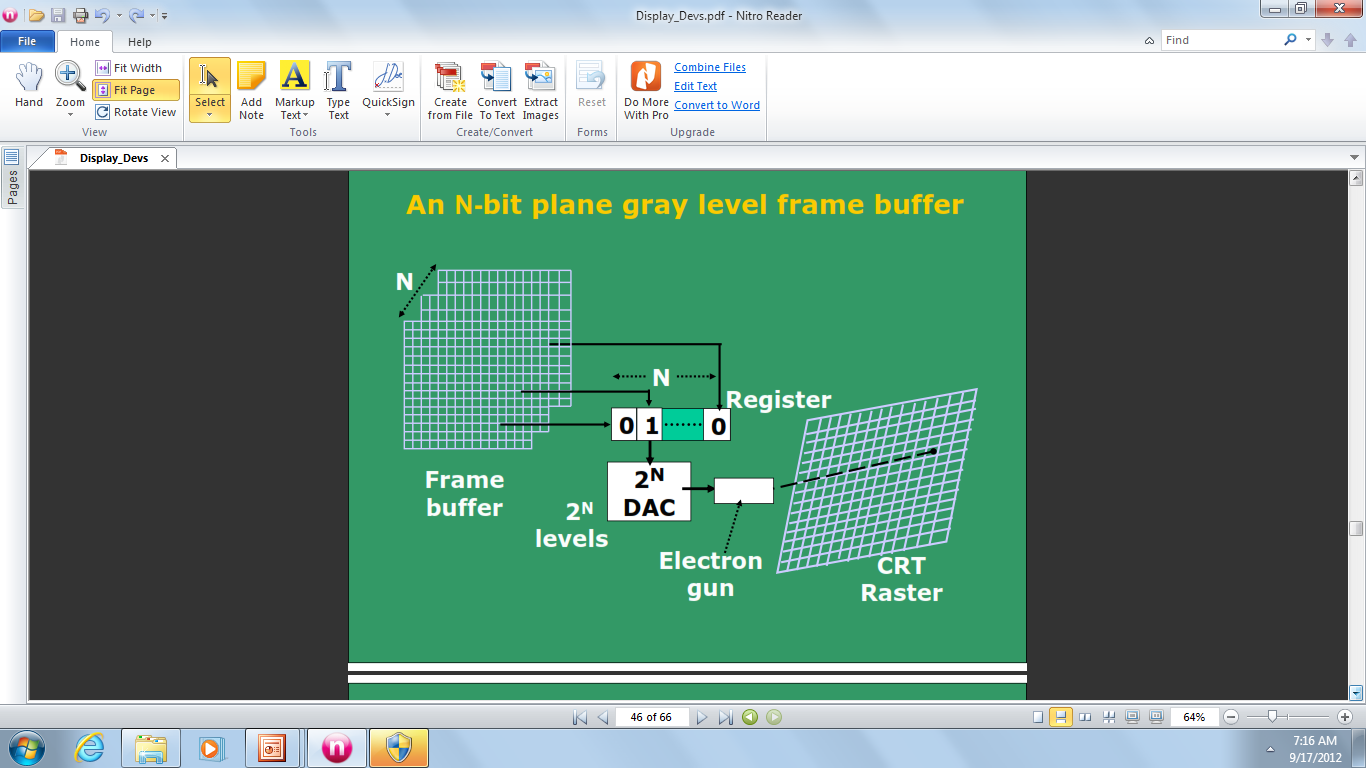 Display_Devs.pdf - Nitro Reader
File
Home
Help
Find
Hand
Zoom
Fit Width
Fit Page
Rotate View
View
Select
Add
Note
Markup
Text
Type
Text
QuickSign
Tools
Create
from File
Convert
To Text
Extract
Images
Create/Convert
Reset
Forms
Do More
With Pro
Combine Files
Edit Text
Convert to Word
Upgrade
Pages
Display_Devs
An N-bit plane gray level frame buffer
N
N
Register
0 1 ....... 0
Frame
buffer
2ᴺ
DAC
2ᴺ
levels
Electron
gun
CRT
Raster
46 of 66
64%
7:16 AM
9/17/2012